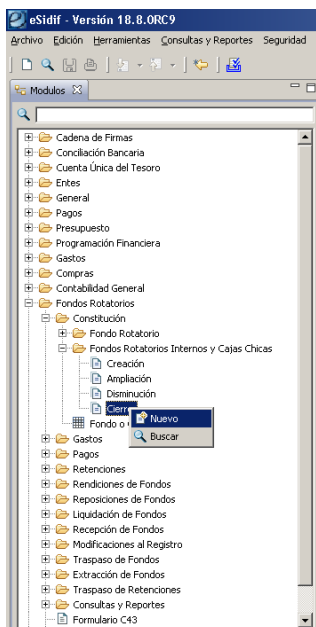 eSidif - Versión 18.8.0RC9
Archivo Edición Herramientas Consultas y Reportes Seguridad
Modulos
Cadena de Firmas
Conciliación Bancaria
Cuenta Única del Tesoro
Entes
General
Pagos
Presupuesto
Programación Financiera
Gastos
Compras
Contabilidad General
Fondos Rotatorios
Constitución
Fondo Rotatorio
Fondos Rotatorios Internos y Cajas Chicas
Creación
Ampliación
Disminución
Nuevo
Fondo o
Buscar
Gastos
Pagos
Retenciones
Rendiciones de Fondos
Reposiciones de Fondos
Liquidación de Fondos
Recepción de Fondos
Modificaciones al Registro
Traspaso de Fondos
Extracción de Fondos
Traspaso de Retenciones
Consultas y Reportes
Formulario C43